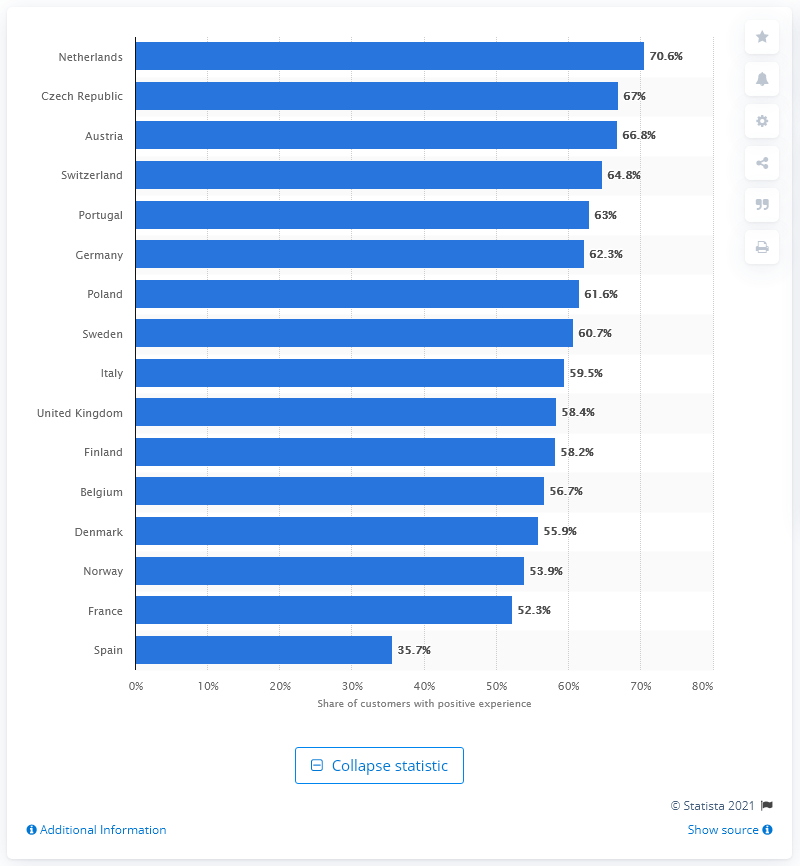 Netherlands 70.6%
Czech Republic 67%
Austria 66.8%
Switzerland 64.8%
Portugal 63%
Germany 62.3%
Poland 61.6%
Sweden 60.7%
Italy 59.5%
United Kingdom 58.4%
Finland 58.2%
Belgium 56.7%
Denmark 55.9%
Norway 53.9%
France 52.3%
Spain 35.7%
0% 10% 20% 30% 40% 50% 60% 70% 80%
Share of customers with positive experience
Collapse statistic
© Statista 2021
Additional Information Show source